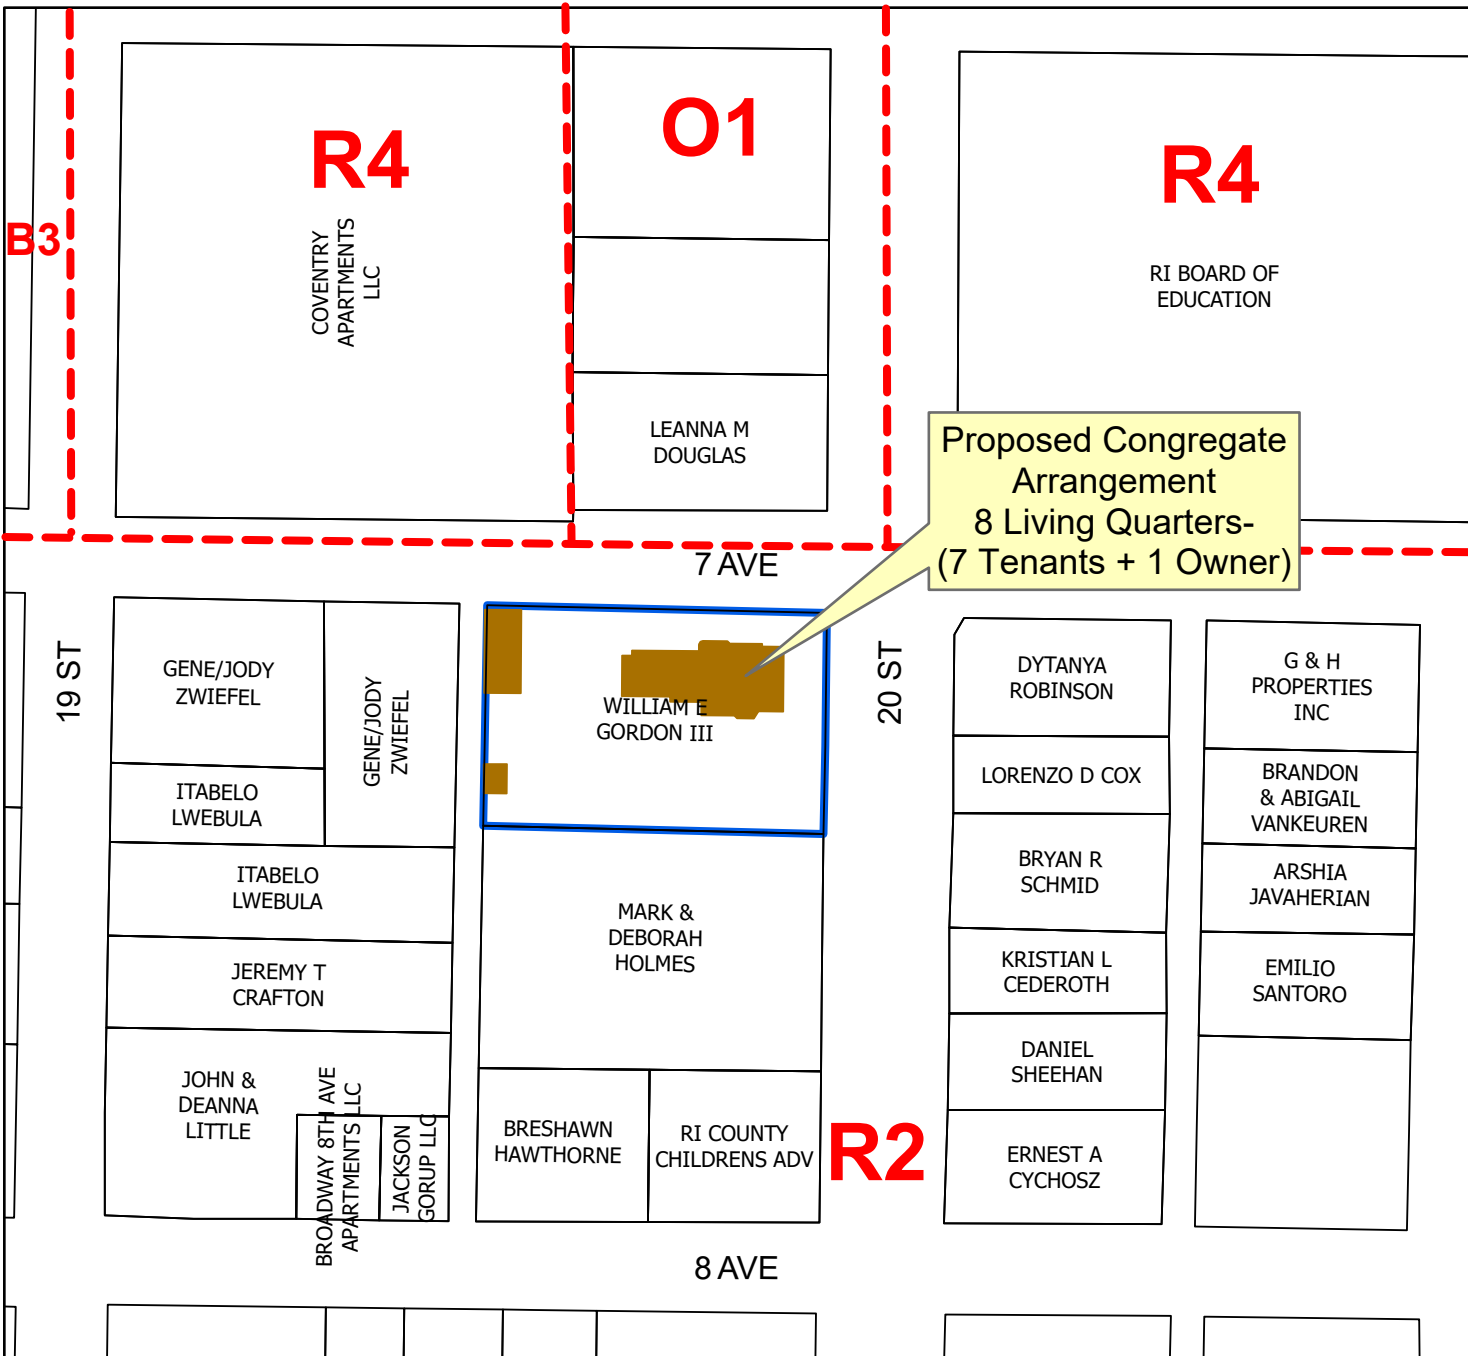 R4
O1
R4
B3
COVENTRY
APARTMENTS
LLC
RI BOARD OF
EDUCATION
LEANNA M
DOUGLAS
Proposed Congregate
Arrangement
8 Living Quarters-
(7 Tenants + 1 Owner)
7 AVE
19 ST
GENE/JODY
ZWIEFEL
GENE/JODY
ZWIEFEL
WILLIAM E
GORDON III
20 ST
DYTANYA
ROBINSON
G & H
PROPERTIES
INC
ITABELO
LWEBULA
LORENZO D COX
BRANDON
& ABIGAIL
VANKEUREN
ITABELO
LWEBULA
BRYAN R
SCHMID
ARSHIA
JAVAHERIAN
MARK &
DEBORAH
HOLMES
JEREMY T
CRAFTON
KRISTIAN L
CEDEROTH
EMILIO
SANTORO
JOHN &
DEANNA
LITTLE
BROADWAY 8TH AVE
APARTMENTS LLC
JACKSON
GORUP LLC
BRESHAWN
HAWTHORNE
RI COUNTY
CHILDRENS ADV
R2
DANIEL
SHEEHAN
ERNEST A
CYCHOSZ
8 AVE